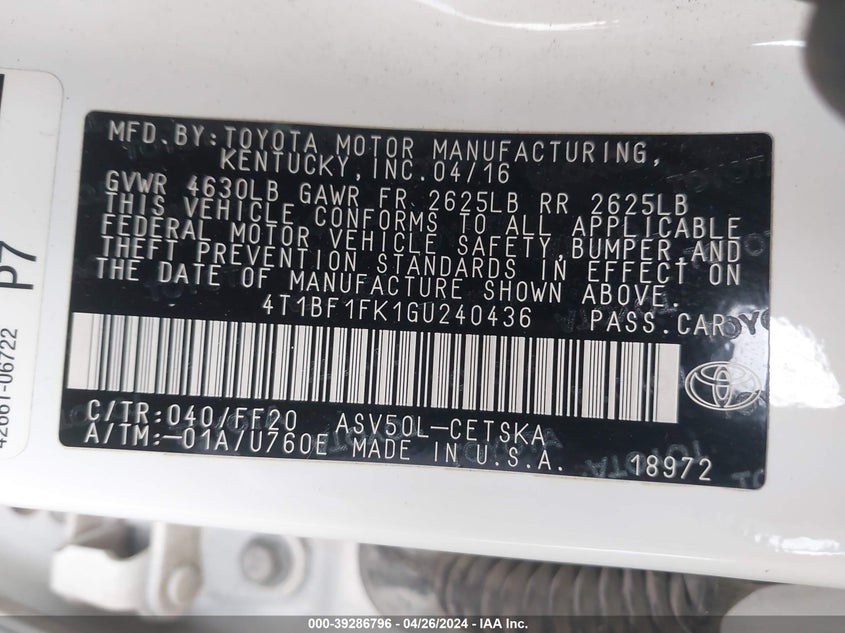 MFD.BY:TOYOTA MOTOR MANUFACTURING,
KENTUCKY,INC.04/16
GVWR 4630LB GAWR FR 2625LB RR 2625LB
THIS VEHICLE CONFORMS TO ALL APPLICABLE
FEDERAL MOTOR VEHICLE SAFETY,BUMPER,AND
THEFT PREVENTION STANDARDS IN EFFECT ON
THE DATE OF MANUFACTURE SHOWN ABOVE.
4T1BF1FK1GU240436 PASS.CAR
C/TR:040/FF20 ASV50L-CETSKA
A/TM:-01A/U760E MADE IN U.S.A. 18972
P7
42661-06722
000-39286796 - 04/26/2024 - IAA Inc.